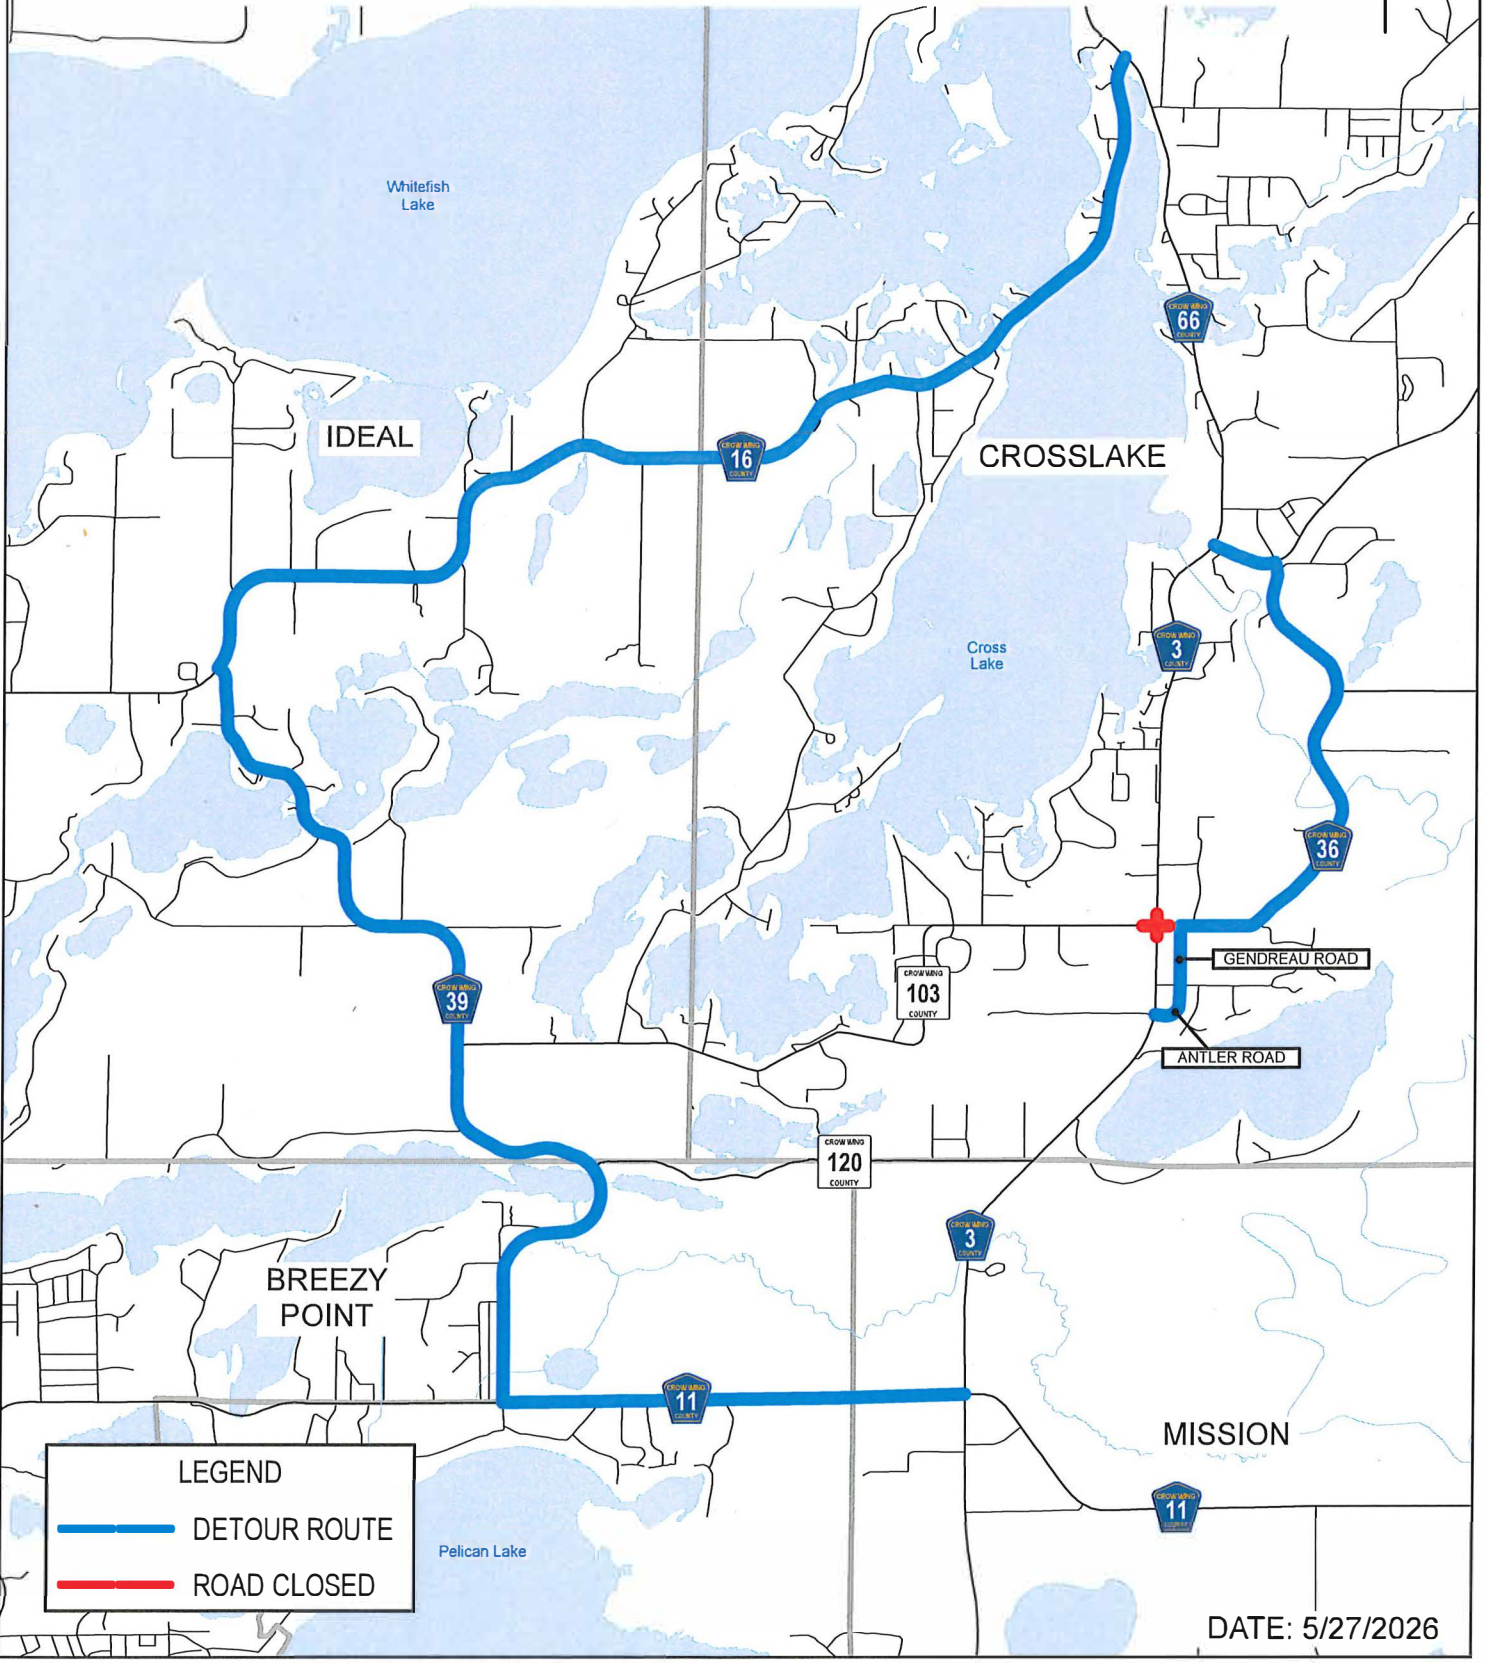 Whitefish
Lake
CROW WING
66
COUNTY
IDEAL
CROW WING
16
COUNTY
CROSSLAKE
CROW WING
3
COUNTY
Cross
Lake
CROW WING
36
COUNTY
GENDREAU ROAD
CROW WING
39
COUNTY
CROW WING
103
COUNTY
ANTLER ROAD
CROW WING
120
COUNTY
CROW WING
3
COUNTY
BREEZY
POINT
CROW WING
11
COUNTY
MISSION
LEGEND
DETOUR ROUTE
ROAD CLOSED
CROW WING
11
COUNTY
Pelican Lake
DATE: 5/27/2026